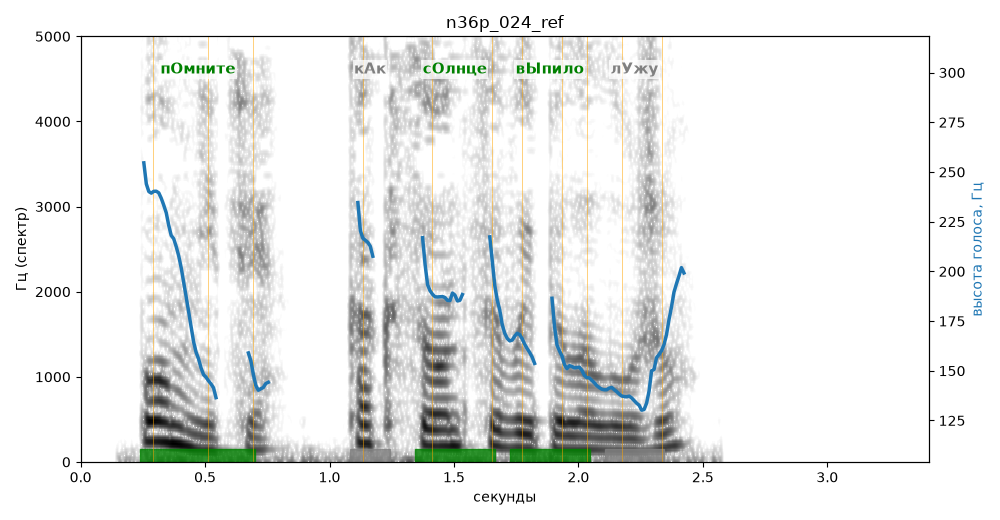 n36p_024_ref
пОмните кАк сОлнце вЫпило лУжу
5000
4000
3000
2000
1000
0
Гц (спектр)
300
275
250
225
200
175
150
125
высота голоса, Гц
0.0 0.5 1.0 1.5 2.0 2.5 3.0
секунды